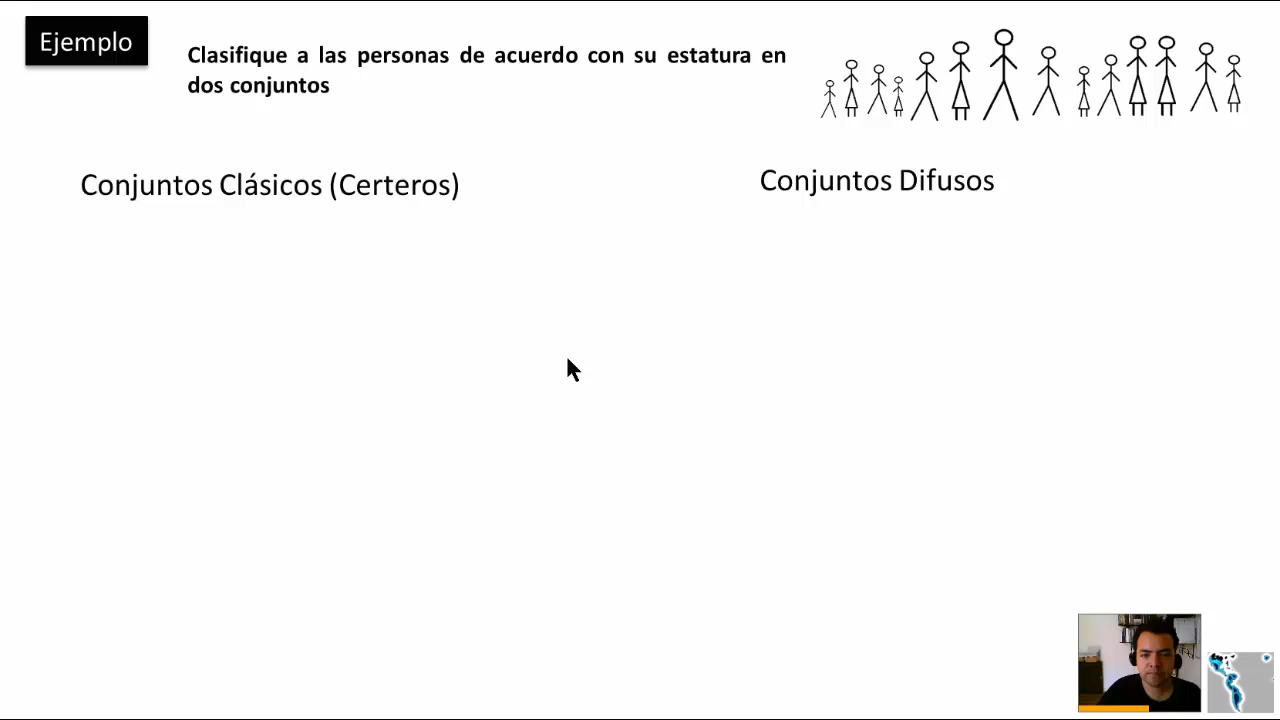 Ejemplo
Clasifique a las personas de acuerdo con su estatura en
dos conjuntos
Conjuntos Clásicos (Certeros)
Conjuntos Difusos